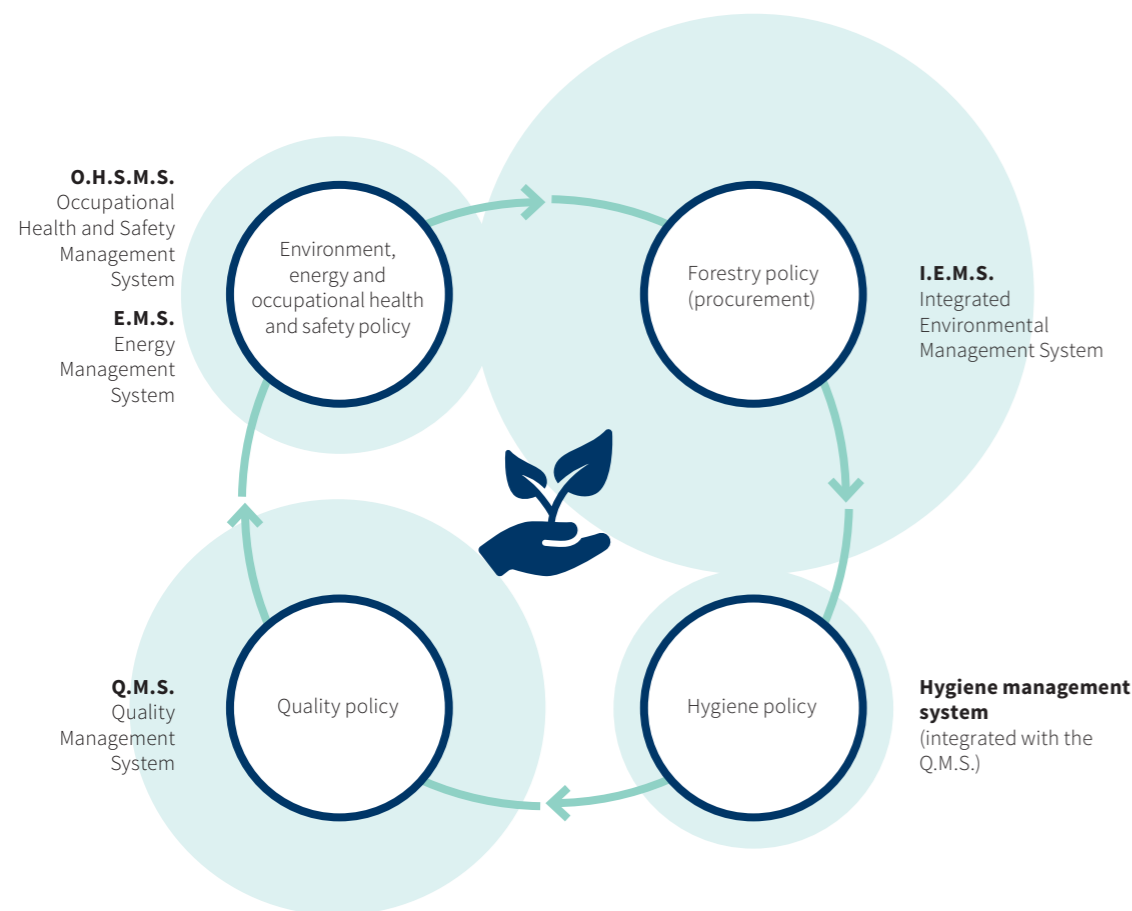 O.H.S.M.S.
Occupational
Health and Safety
Management
System
E.M.S.
Energy
Management
System
Environment,
energy and
occupational health
and safety policy
Forestry policy
(procurement)
I.E.M.S.
Integrated
Environmental
Management System
Q.M.S.
Quality
Management
System
Quality policy
Hygiene policy
Hygiene management
system
(integrated with the
Q.M.S.)